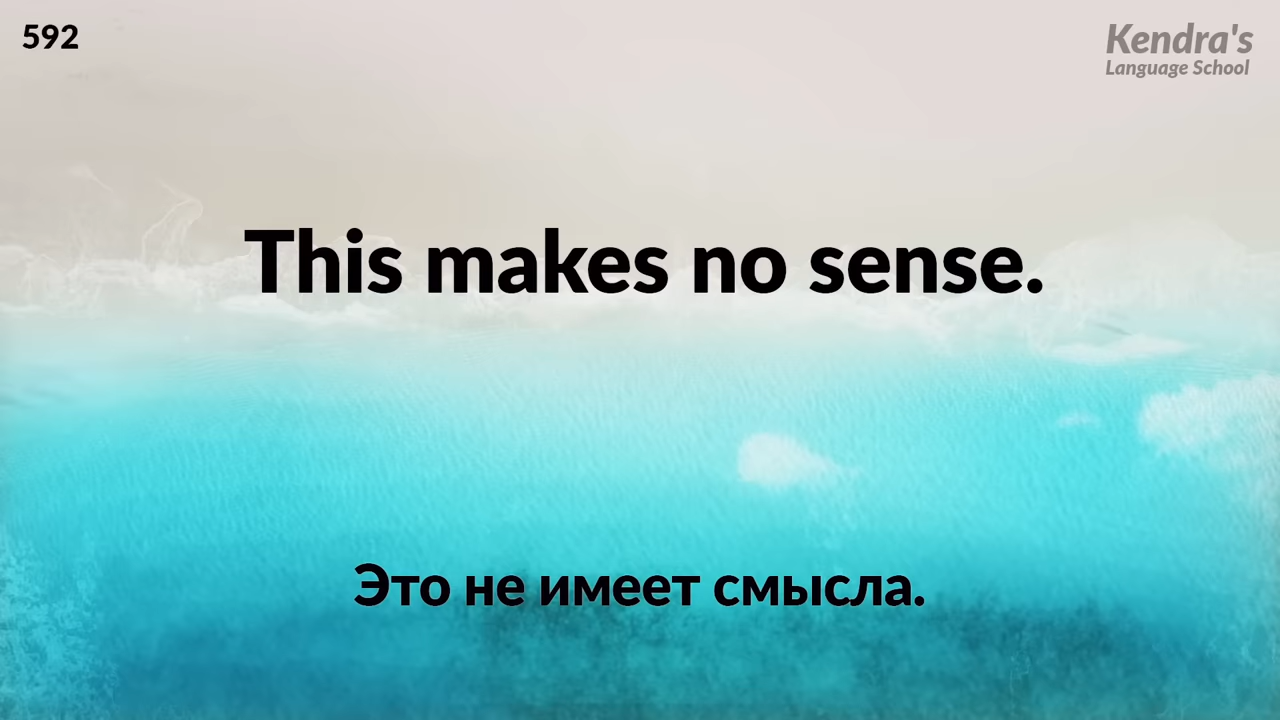 592
Kendra's
Language School
This makes no sense.
Это не имеет смысла.